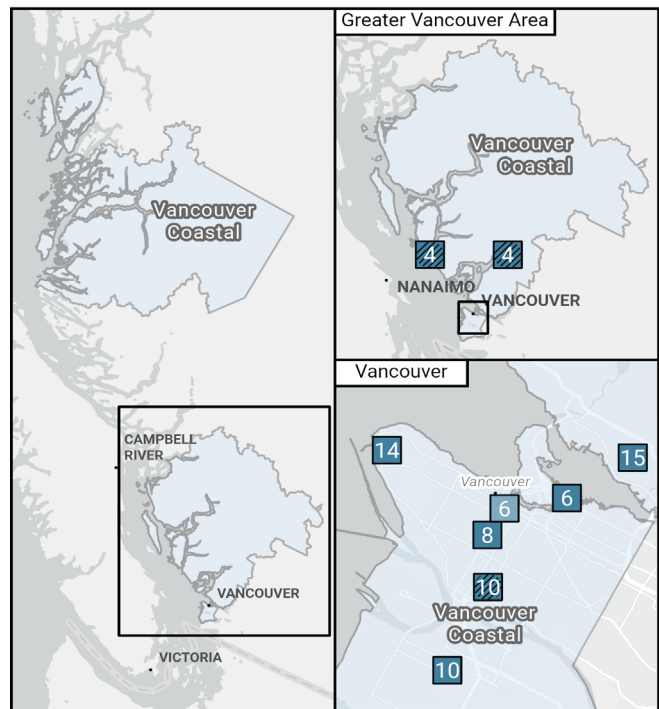 Vancouver
Coastal
CAMPBELL
RIVER
VANCOUVER
VICTORIA
Greater Vancouver Area
Vancouver
Coastal
4
4
NANAIMO
VANCOUVER
Vancouver
14
15
Vancouver
6
6
8
10
Vancouver
Coastal
10